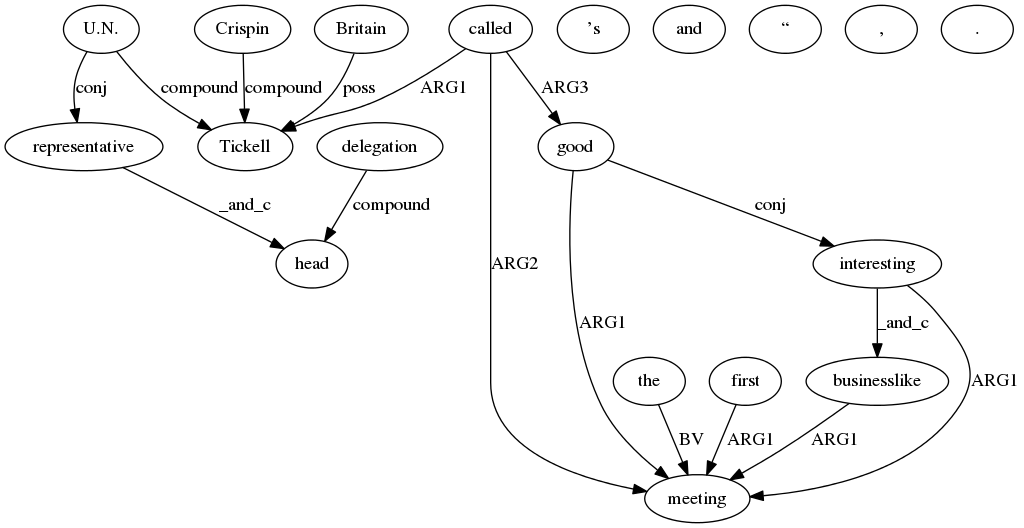 U.N. Crispin Britain called ’s and “ , .
conj compound compound poss ARG1 ARG3
representative Tickell delegation good
_and_c compound conj
head interesting
ARG2 ARG1 _and_c
the first businesslike ARG1
BV ARG1 ARG1
meeting